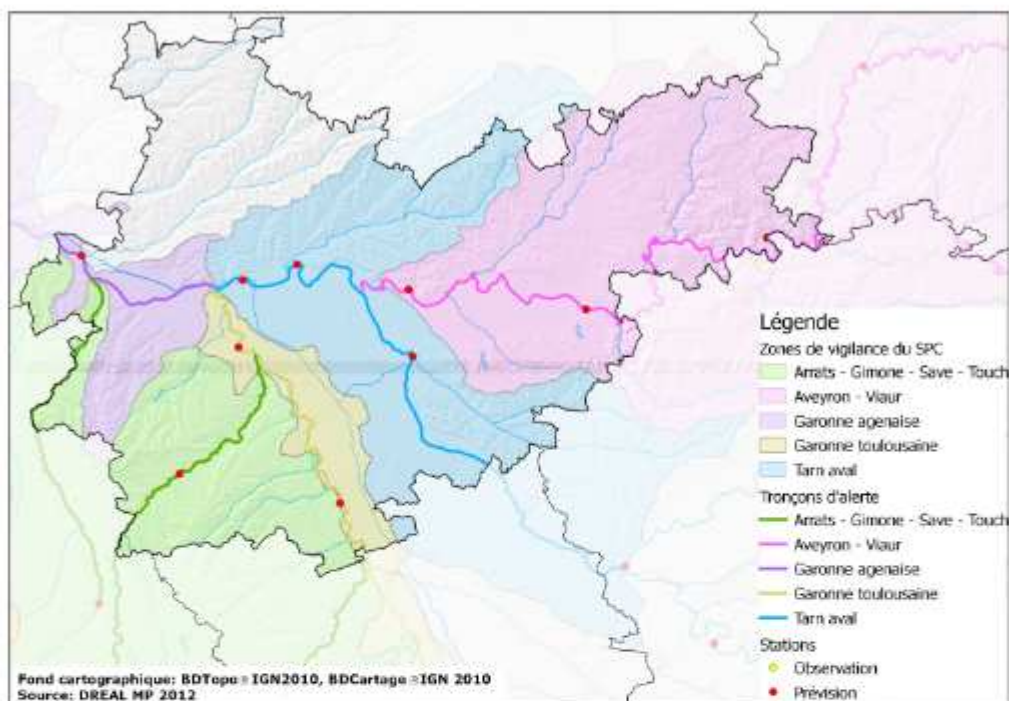 Légende
Zones de vigilance du SPC
Arrats - Gimone - Save - Touch
Aveyron - Viaur
Garonne agenaise
Garonne toulousaine
Tarn aval
Tronçons d'alerte
Arrats - Gimone - Save - Touch
Aveyron - Viaur
Garonne agenaise
Garonne toulousaine
Tarn aval
Stations
Observation
Prévision
Fond cartographique: BDTopo®IGN2010, BDCartage ®IGN 2010
Source: DREAL MP 2012